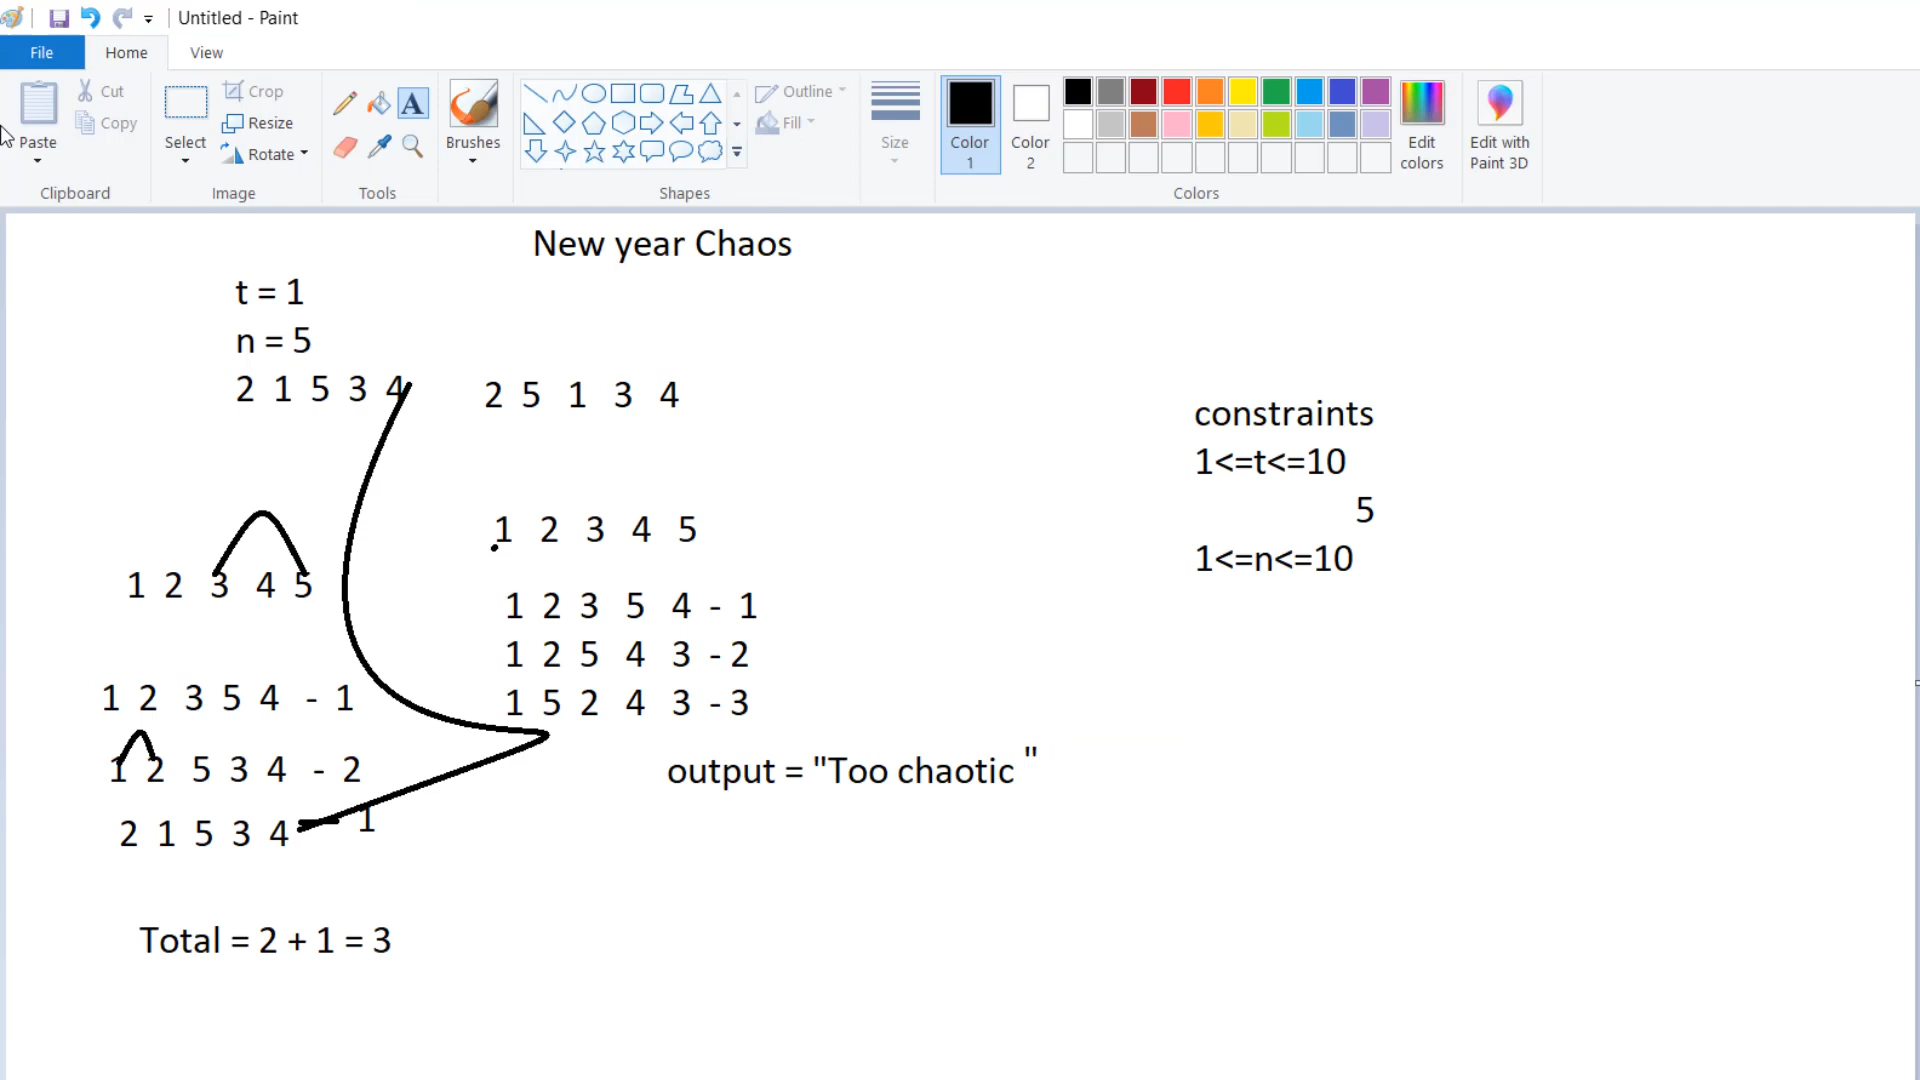 Untitled - Paint
File Home View
Paste
Cut
Copy
Clipboard
Select
Crop
Resize
Rotate
Image
A
Tools
Brushes
Shapes
Outline
Fill
Size
Color 1
Color 2
Colors
Edit colors
Edit with Paint 3D
New year Chaos
t = 1
n = 5
2 1 5 3 4
2 5 1 3 4
1 2 3 4 5
1 2 3 5 4 - 1
1 2 5 3 4 - 2
2 1 5 3 4 — 1
Total = 2 + 1 = 3
1 2 3 4 5
1 2 3 5 4 - 1
1 2 5 4 3 - 2
1 5 2 4 3 - 3
output = "Too chaotic "
constraints
1<=t<=10
5
1<=n<=10